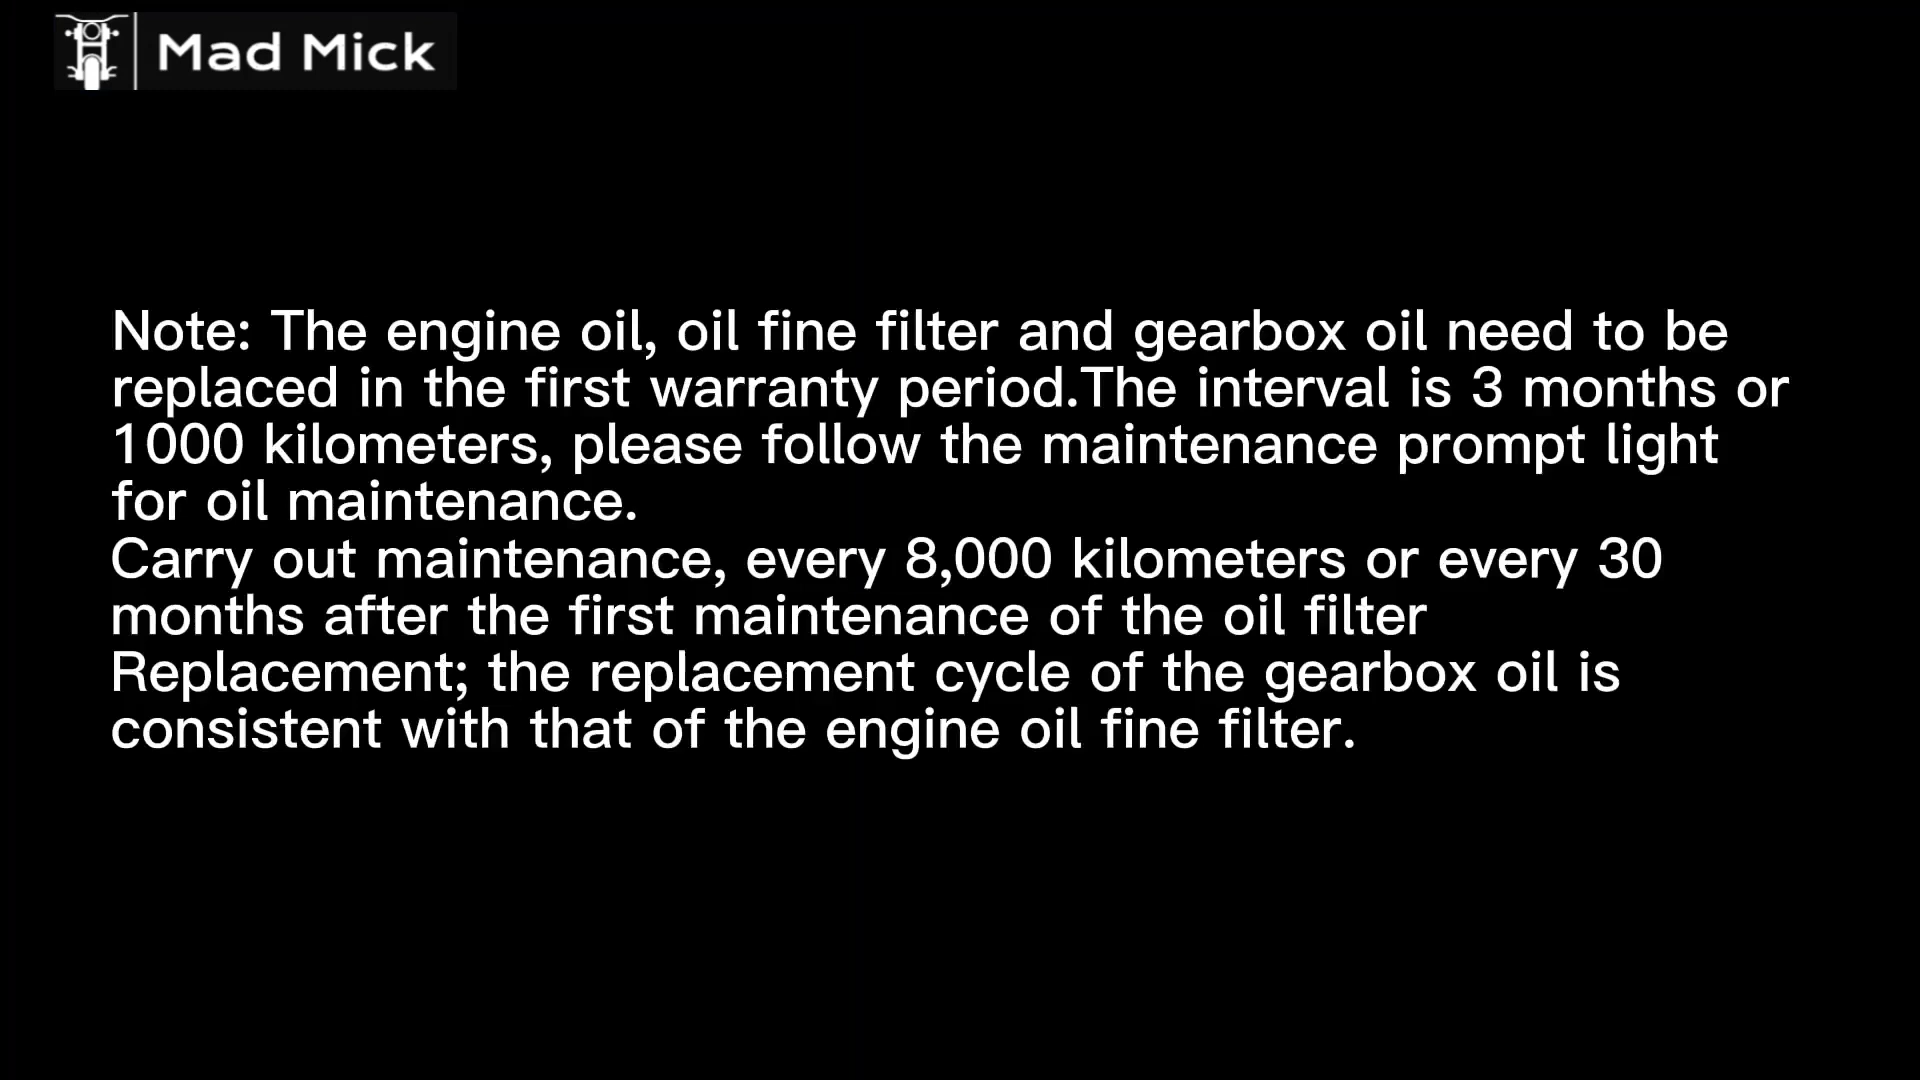 Mad Mick
Note: The engine oil, oil fine filter and gearbox oil need to be
replaced in the first warranty period.The interval is 3 months or
1000 kilometers, please follow the maintenance prompt light
for oil maintenance.
Carry out maintenance, every 8,000 kilometers or every 30
months after the first maintenance of the oil filter
Replacement; the replacement cycle of the gearbox oil is
consistent with that of the engine oil fine filter.